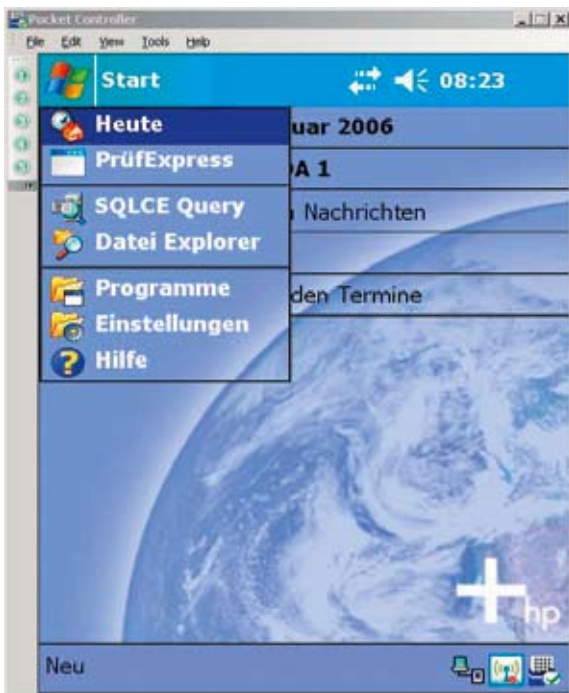 Pocket Controller
File Edit View Tools Help
Start 08:23
Heute
uar 2006
PrüfExpress
A 1
SQLCE Query
Nachrichten
Datei Explorer
Programme
den Termine
Einstellungen
Hilfe
hp
Neu